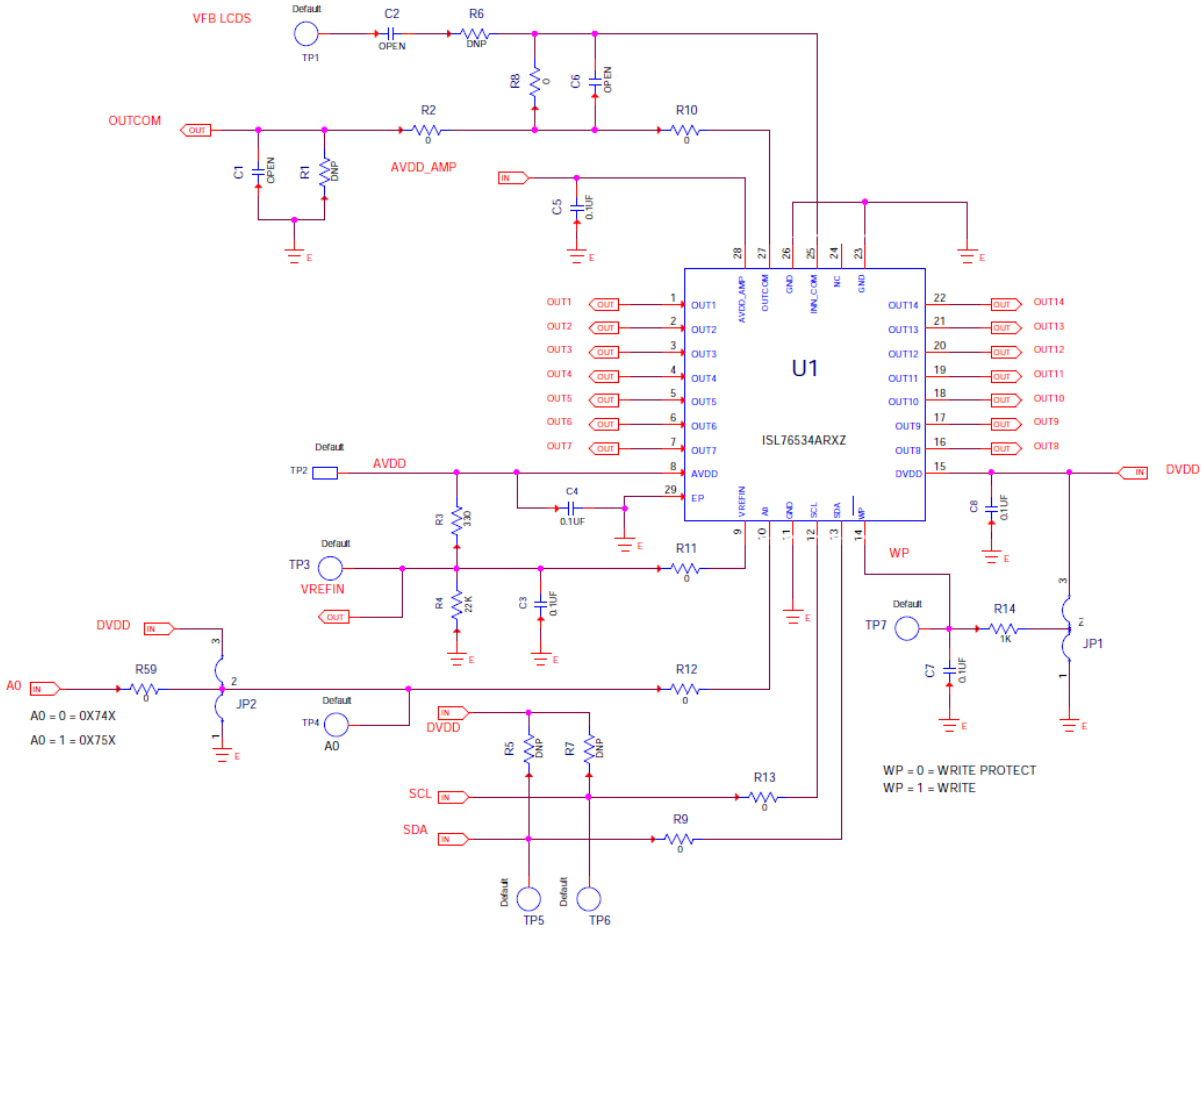 VFB LCDS
Default
TP1
C2
OPEN
R6
DNP
R8
0
C6
OPEN
OUTCOM
OUT
R2
0
R10
0
C1
OPEN
R1
DNP
E
AVDD_AMP
IN
C5
0.1UF
E
E
28
27
26
25
24
23
AVDD_AMP
OUTCOM
GND
INN_COM
NC
GND
OUT1
OUT
1
OUT1
OUT14
22
OUT
OUT14
OUT2
OUT
2
OUT2
OUT13
21
OUT
OUT13
OUT3
OUT
3
OUT3
OUT12
20
OUT
OUT12
U1
OUT4
OUT
4
OUT4
OUT11
19
OUT
OUT11
OUT5
OUT
5
OUT5
OUT10
18
OUT
OUT10
OUT6
OUT
6
OUT6
OUT9
17
OUT
OUT9
ISL76534ARXZ
OUT7
OUT
7
OUT7
OUT8
16
OUT
OUT8
Default
TP2
AVDD
8
AVDD
DVDD
15
IN
DVDD
29
EP
C4
0.1UF
E
R3
330
C8
0.1UF
E
VREFIN
A0
GND
SCL
SDA
WP
9
10
11
12
13
14
Default
TP3
VREFIN
OUT
R11
0
R4
22K
E
C3
0.1UF
E
E
WP
Default
TP7
R14
1K
C7
0.1UF
E
3
2
JP1
1
E
DVDD
IN
3
A0
IN
R59
0
2
JP2
1
E
R12
0
A0 = 0 = 0X74X
A0 = 1 = 0X75X
Default
TP4
A0
IN
DVDD
R5
DNP
R7
DNP
WP = 0 = WRITE PROTECT
WP = 1 = WRITE
SCL
IN
R13
0
SDA
IN
R9
0
Default
TP5
Default
TP6